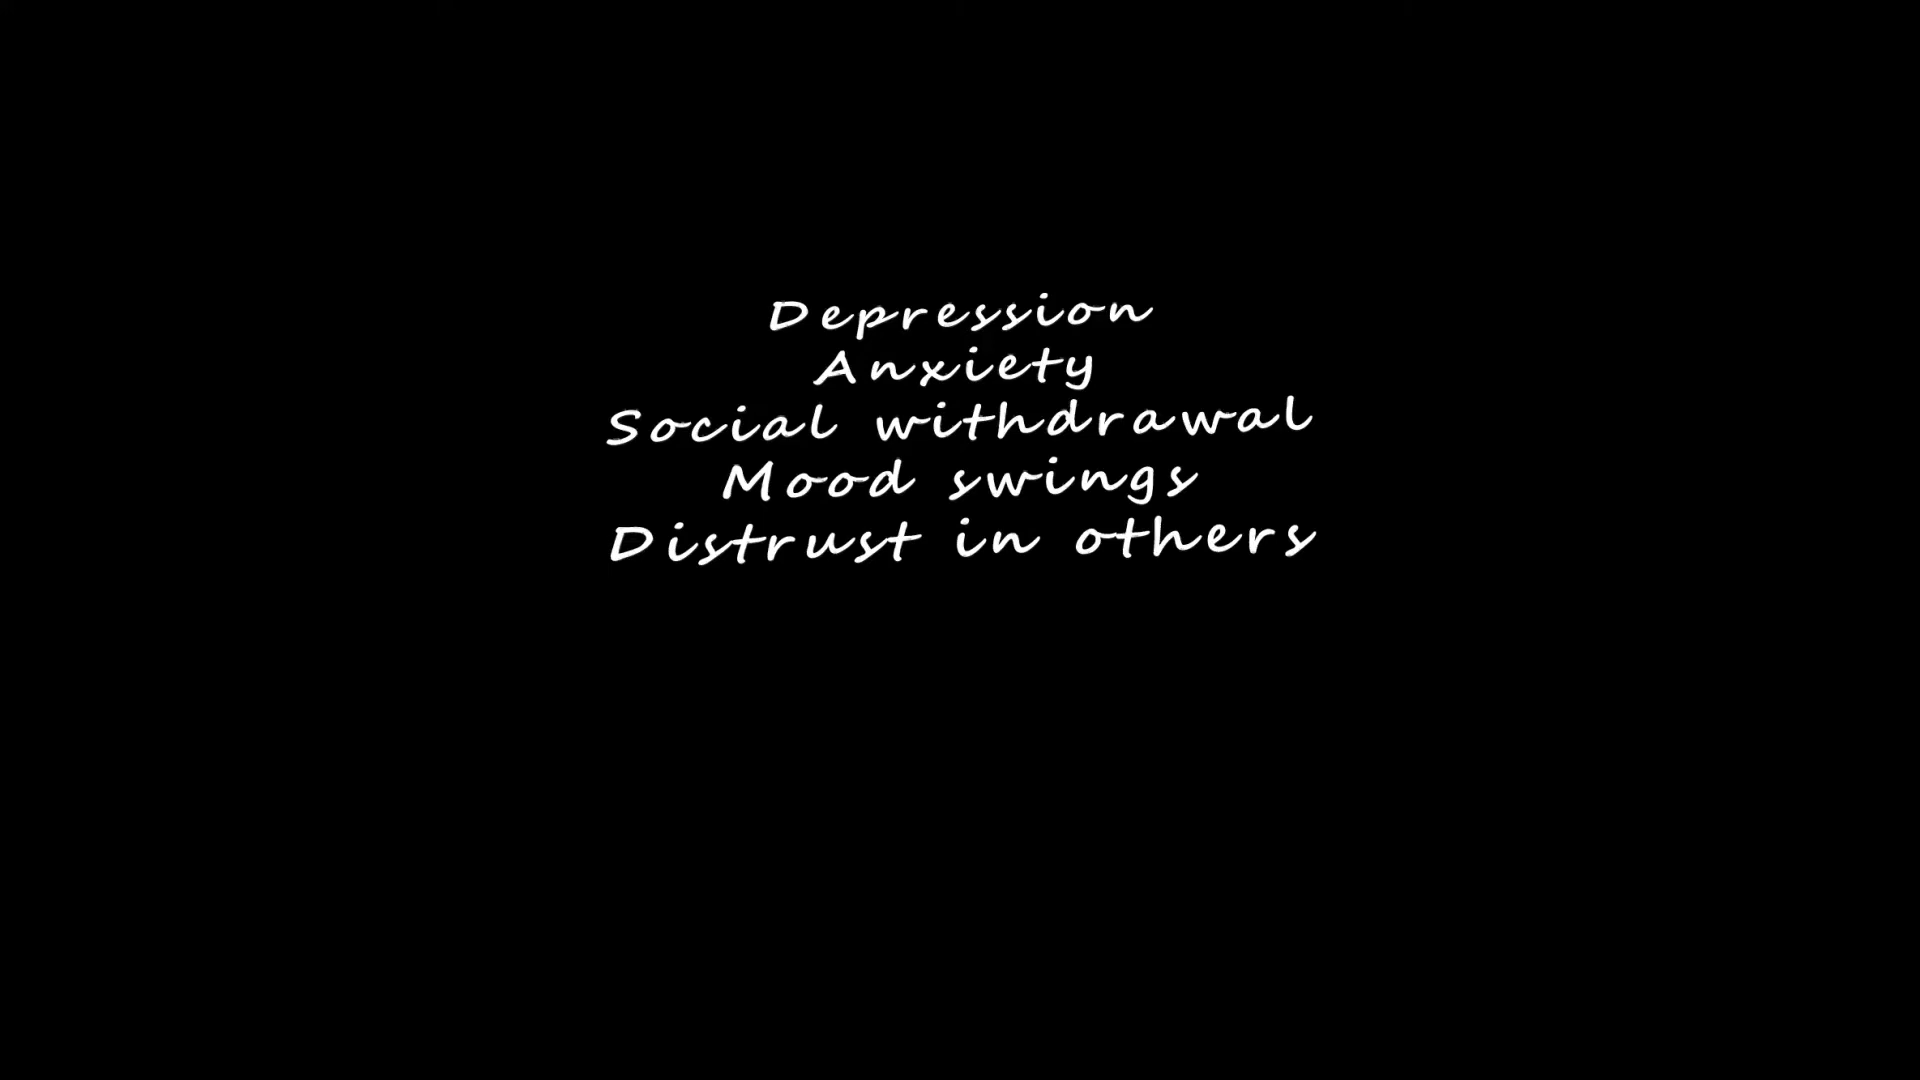 Depression
Anxiety
Social withdrawal
Mood swings
Distrust in others